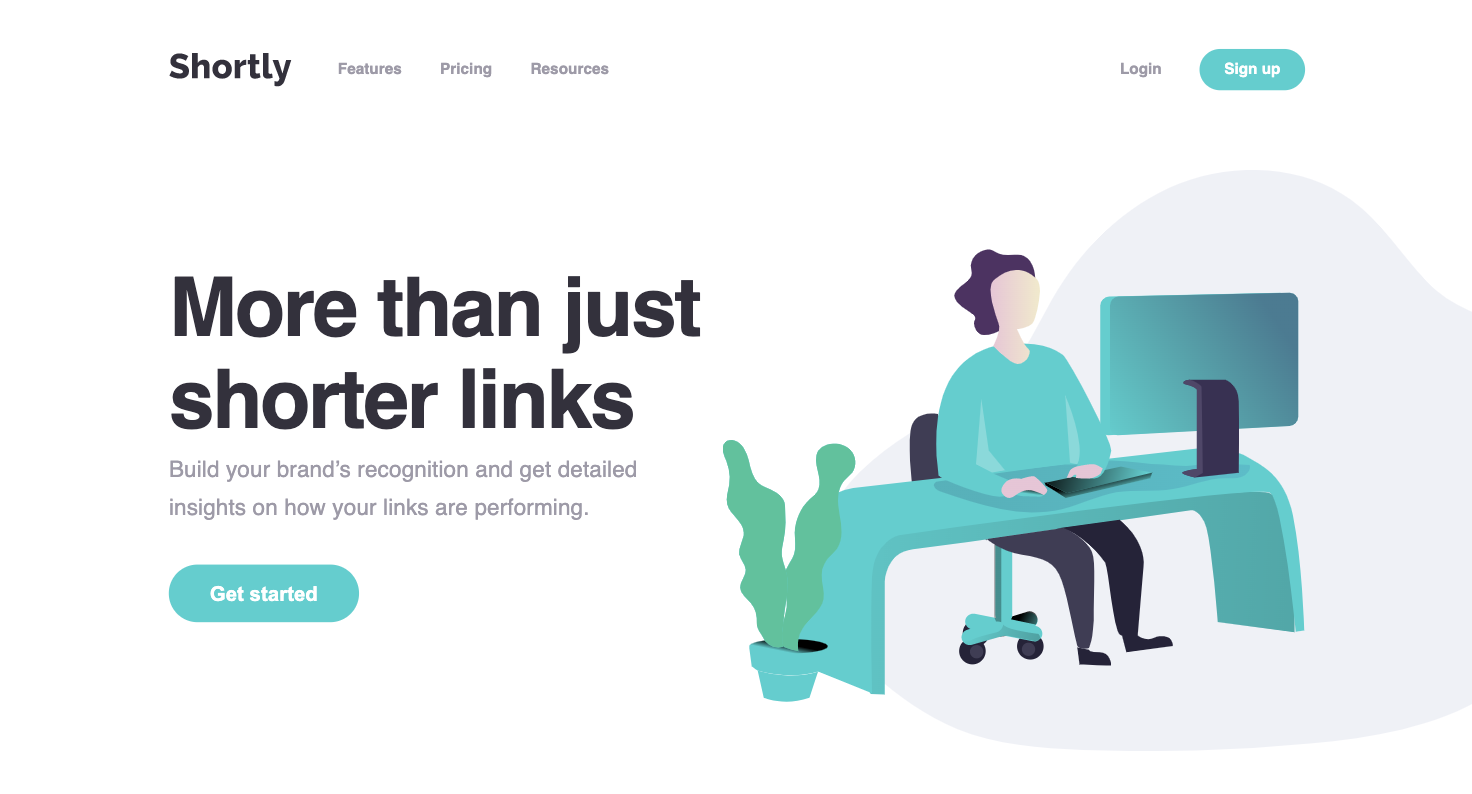 Shortly Features Pricing Resources Login Sign up
More than just
shorter links
Build your brand’s recognition and get detailed
insights on how your links are performing.
Get started